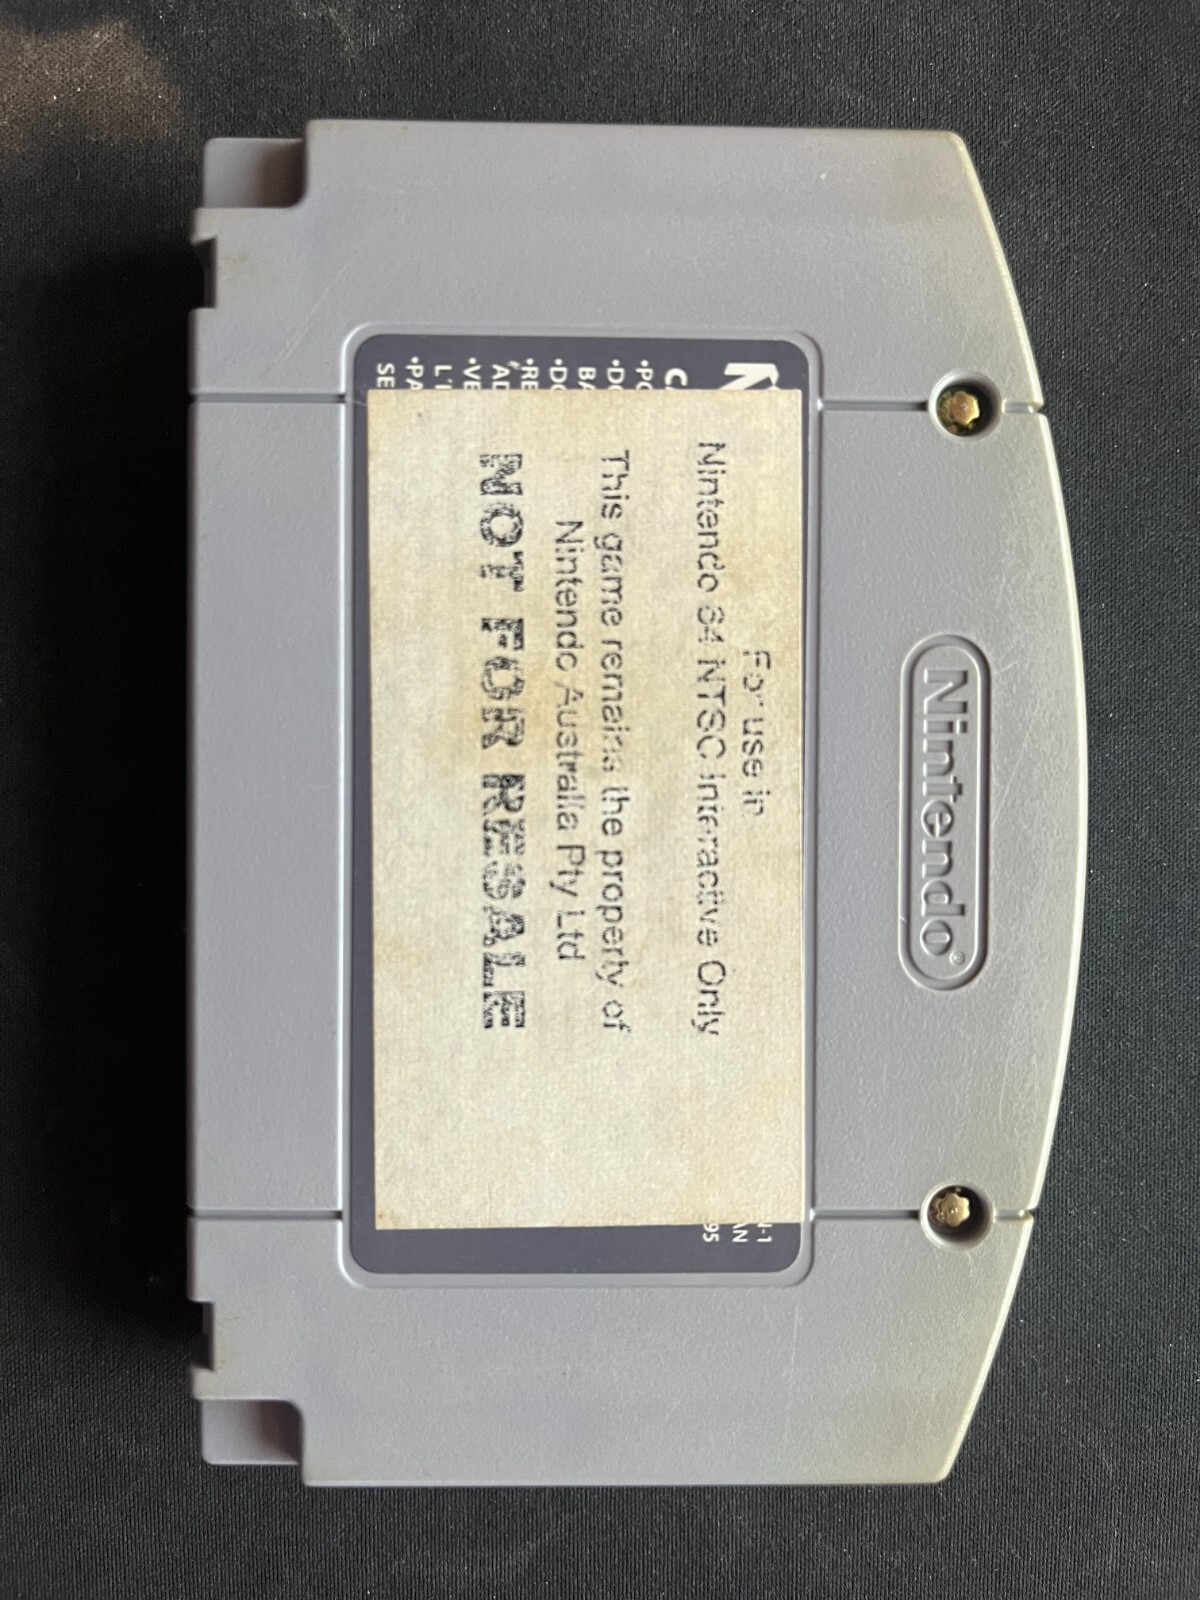 Nintendo®
For use in
Nintendo 64 NTSC Interactive Only
This game remains the property of
Nintendo Australia Pty Ltd
NOT FOR RESALE